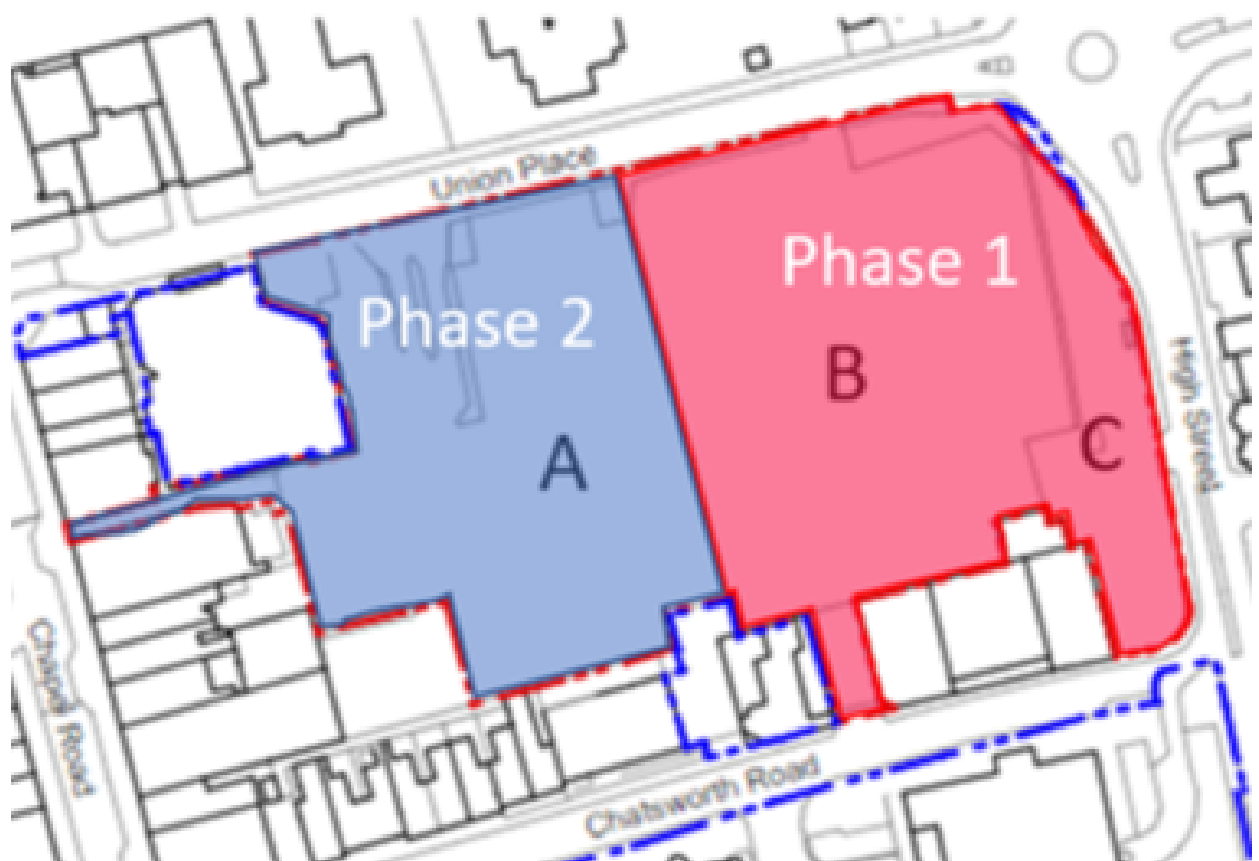 Union Place
Phase 1
Phase 2
B
A
C
High Street
Chapel Road
Chatsworth Road